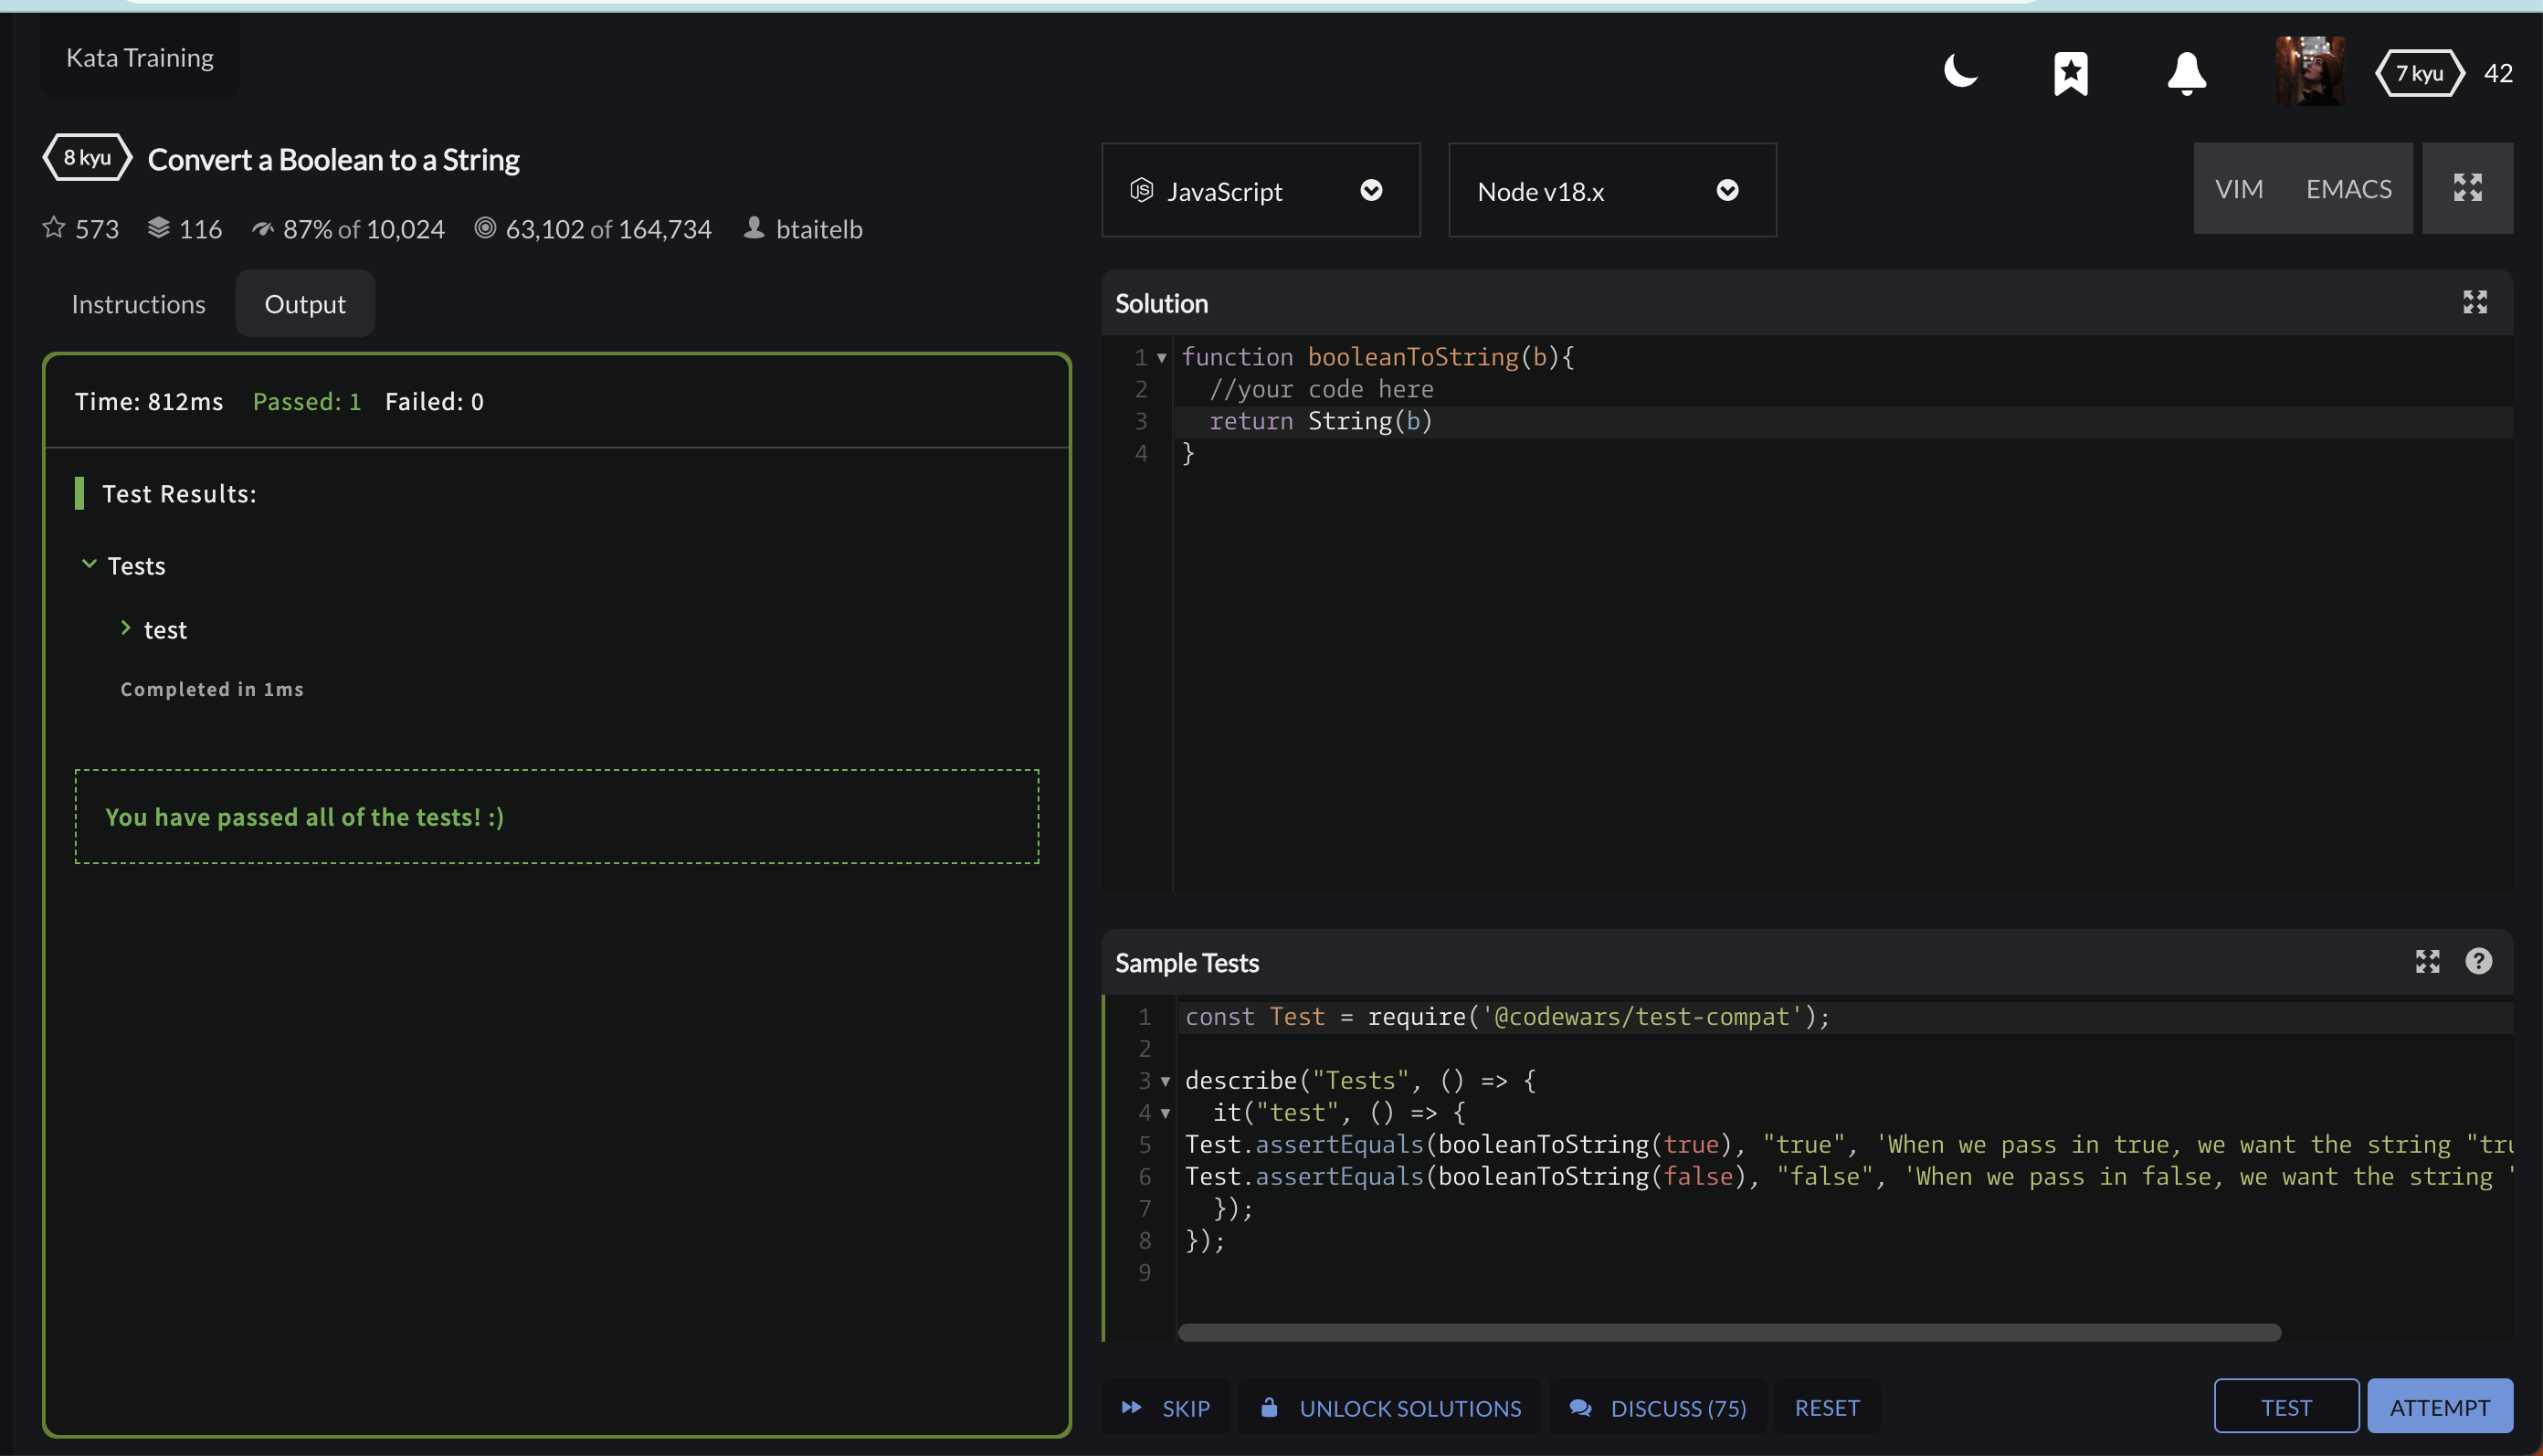 Kata Training
7 kyu 42
8 kyu Convert a Boolean to a String
573 116 87% of 10,024 63,102 of 164,734 btaitelb
JavaScript
Node v18.x
VIM EMACS
Instructions Output
Time: 812ms Passed: 1 Failed: 0
Test Results:
Tests
test
Completed in 1ms
You have passed all of the tests! :)
Solution
1 function booleanToString(b){
2 //your code here
3 return String(b)
4 }
Sample Tests
1 const Test = require('@codewars/test-compat');
2
3 describe("Tests", () => {
4 it("test", () => {
5 Test.assertEquals(booleanToString(true), "true", 'When we pass in true, we want the string "tru
6 Test.assertEquals(booleanToString(false), "false", 'When we pass in false, we want the string "
7 });
8 });
9
SKIP UNLOCK SOLUTIONS DISCUSS (75) RESET TEST ATTEMPT